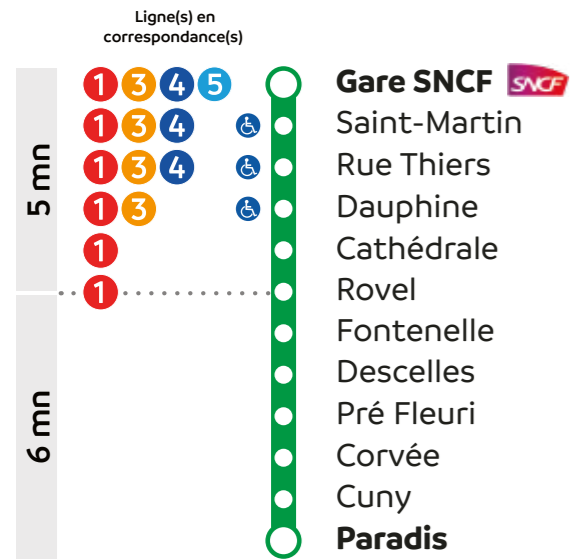 Ligne(s) en
correspondance(s)
1 3 4 5 Gare SNCF SNCF
1 3 4 Saint-Martin
1 3 4 Rue Thiers
1 3 Dauphine
1 Cathédrale
1 Rovel
Fontenelle
Descelles
Pré Fleuri
Corvée
Cuny
Paradis
5 mn
6 mn